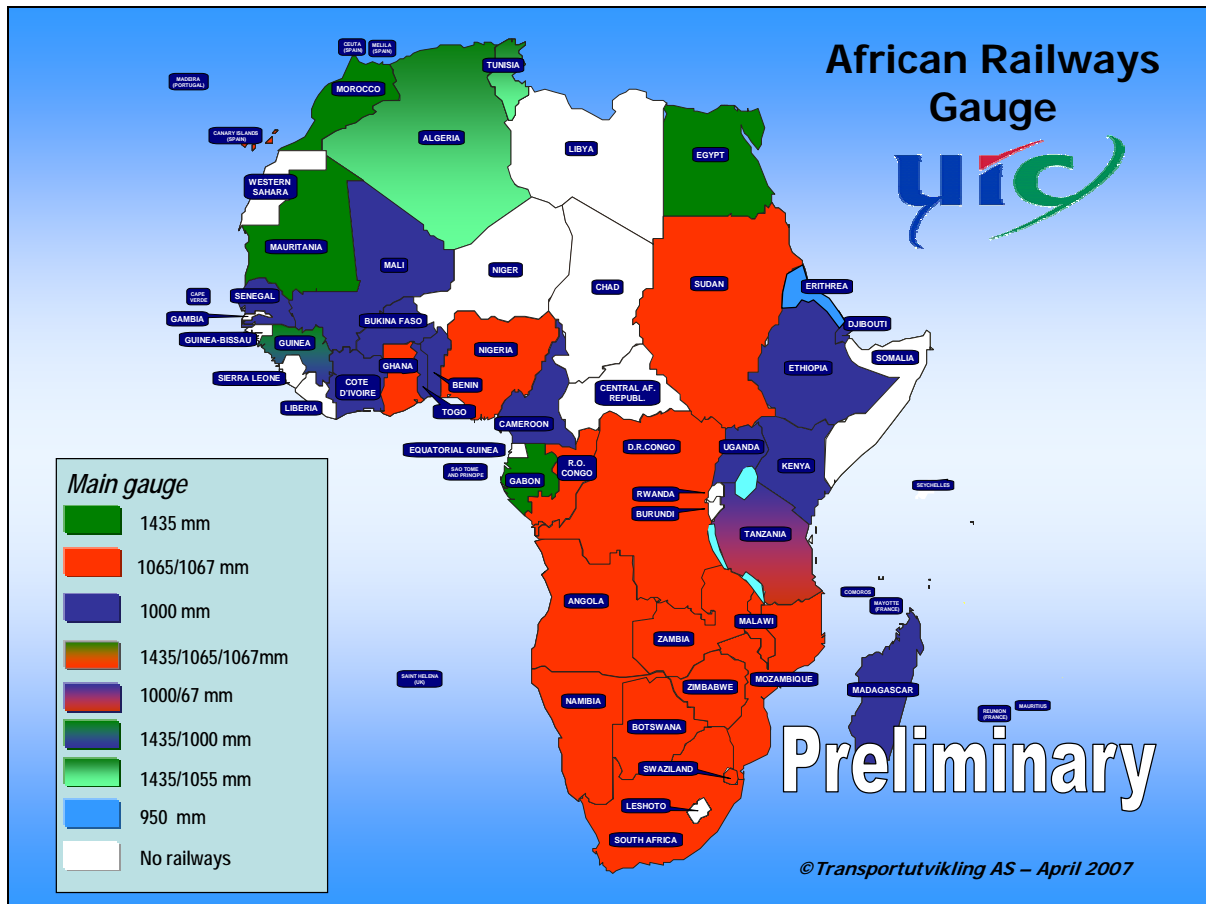 African Railways
Gauge
uic
CEUTA
(SPAIN)
MELILA
(SPAIN)
MADEIRA
(PORTUGAL)
TUNISIA
MOROCCO
CANARY ISLANDS
(SPAIN)
ALGERIA
LIBYA
EGYPT
WESTERN
SAHARA
MAURITANIA
MALI
NIGER
CHAD
SUDAN
ERITHREA
CAPE
VERDE
SENEGAL
GAMBIA
BUKINA FASO
DJIBOUTI
GUINEA-BISSAU
GUINEA
NIGERIA
SOMALIA
GHANA
ETHIOPIA
SIERRA LEONE
COTE
D'IVOIRE
BENIN
CENTRAL AF.
REPUBL.
LIBERIA
TOGO
CAMEROON
EQUATORIAL GUINEA
D.R.CONGO
UGANDA
SAO TOME
AND PRINCIPE
GABON
R.O.
CONGO
KENYA
RWANDA
SEYCHELLES
BURUNDI
TANZANIA
COMOROS
MAYOTTE
(FRANCE)
ANGOLA
MALAWI
ZAMBIA
SAINT HELENA
(UK)
MOZAMBIQUE
ZIMBABWE
MADAGASCAR
NAMIBIA
REUNION
(FRANCE)
MAURITIUS
BOTSWANA
SWAZILAND
LESHOTO
SOUTH AFRICA
Main gauge
1435 mm
1065/1067 mm
1000 mm
1435/1065/1067mm
1000/67 mm
1435/1000 mm
1435/1055 mm
950 mm
No railways
Preliminary
©Transportutvikling AS – April 2007